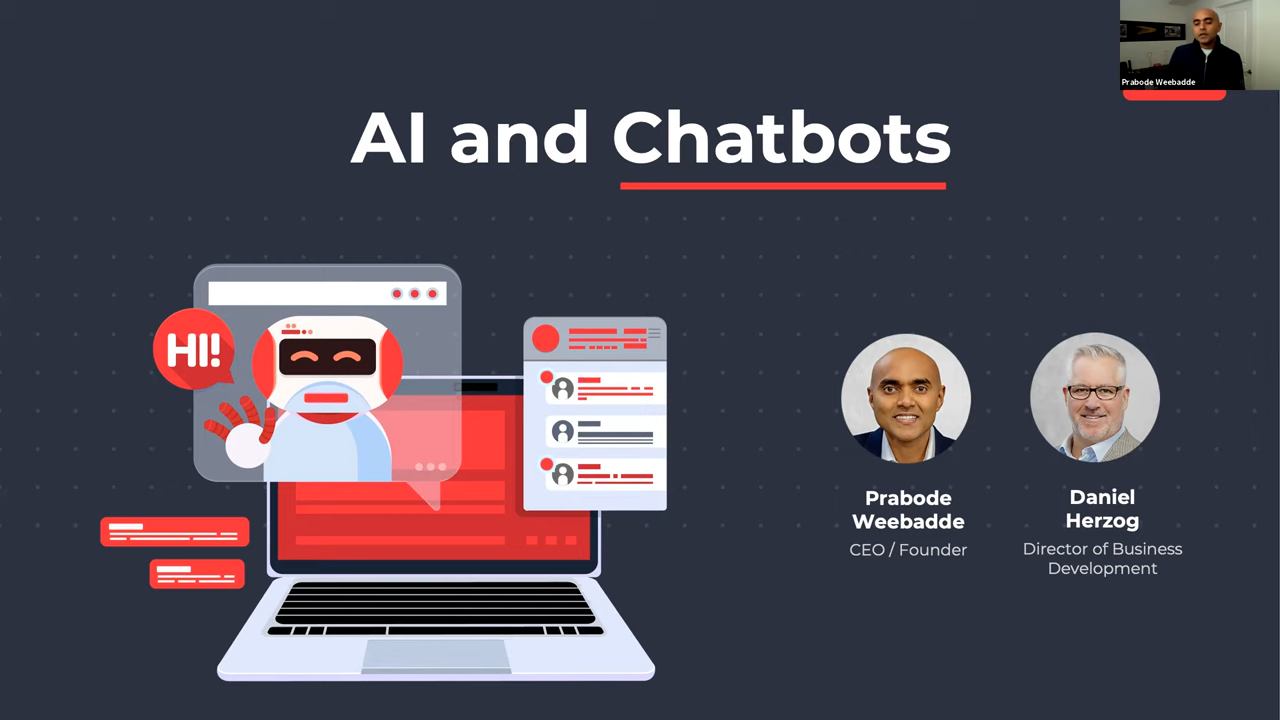 Prabode Weebadde
AI and Chatbots
HI!
Prabode
Weebadde
CEO / Founder
Daniel
Herzog
Director of Business
Development